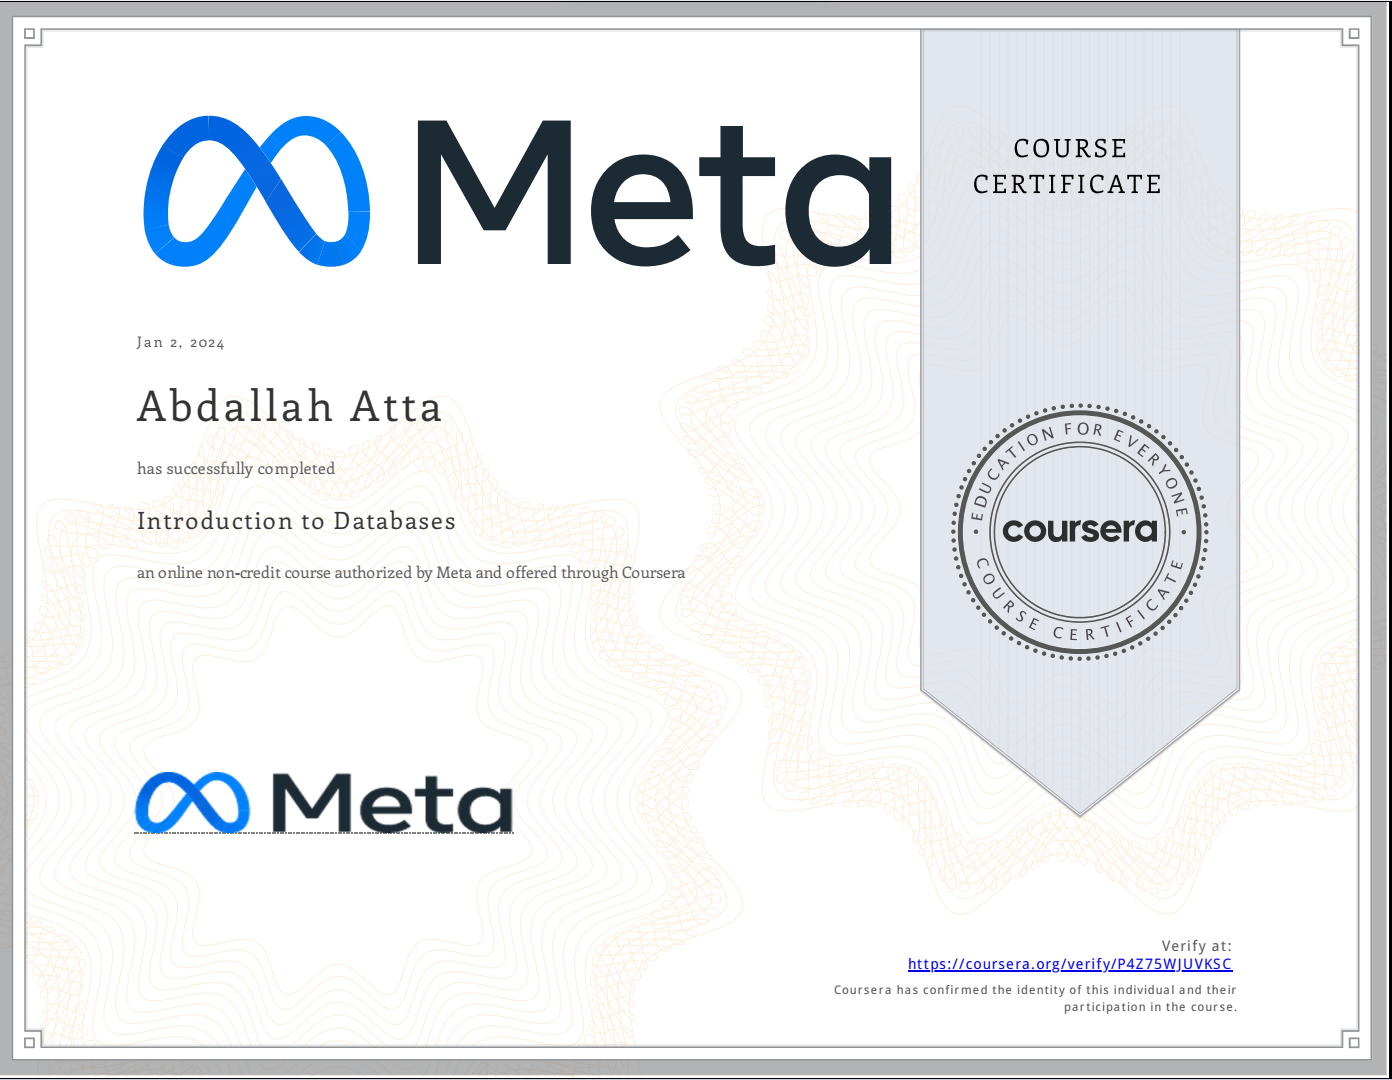 Meta
COURSE
CERTIFICATE
Jan 2, 2024
Abdallah Atta
has successfully completed
Introduction to Databases
an online non-credit course authorized by Meta and offered through Coursera
EDUCATION FOR EVERYONE
coursera
COURSE CERTIFICATE
Meta
Verify at:
https://coursera.org/verify/P4Z75WJUVKSC
Coursera has confirmed the identity of this individual and their
participation in the course.